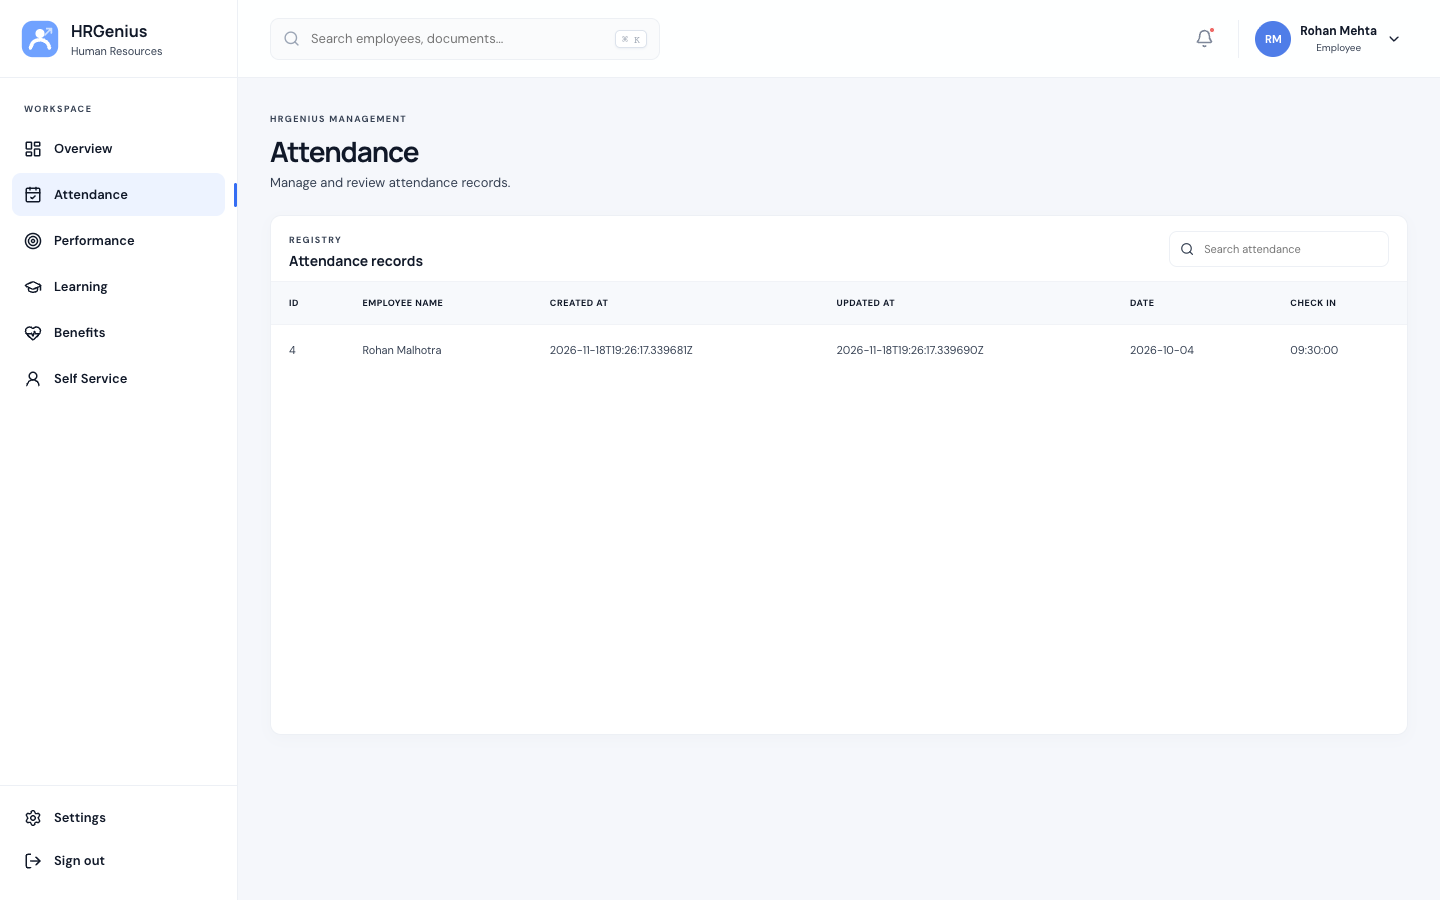 HRGenius
Human Resources
Search employees, documents...
⌘ K
RM
Rohan Mehta
Employee
WORKSPACE
Overview
Attendance
Performance
Learning
Benefits
Self Service
Settings
Sign out
HRGENIUS MANAGEMENT
Attendance
Manage and review attendance records.
REGISTRY
Attendance records
Search attendance
ID EMPLOYEE NAME CREATED AT UPDATED AT DATE CHECK IN
4 Rohan Malhotra 2026-11-18T19:26:17.339681Z 2026-11-18T19:26:17.339690Z 2026-10-04 09:30:00